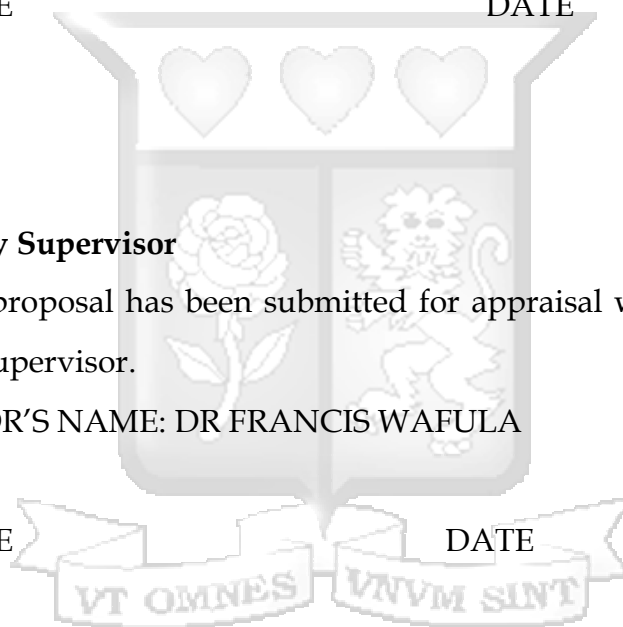 E DATE
y Supervisor
proposal has been submitted for appraisal w
upervisor.
OR'S NAME: DR FRANCIS WAFULA
E DATE
VT OMNES VNVM SINT